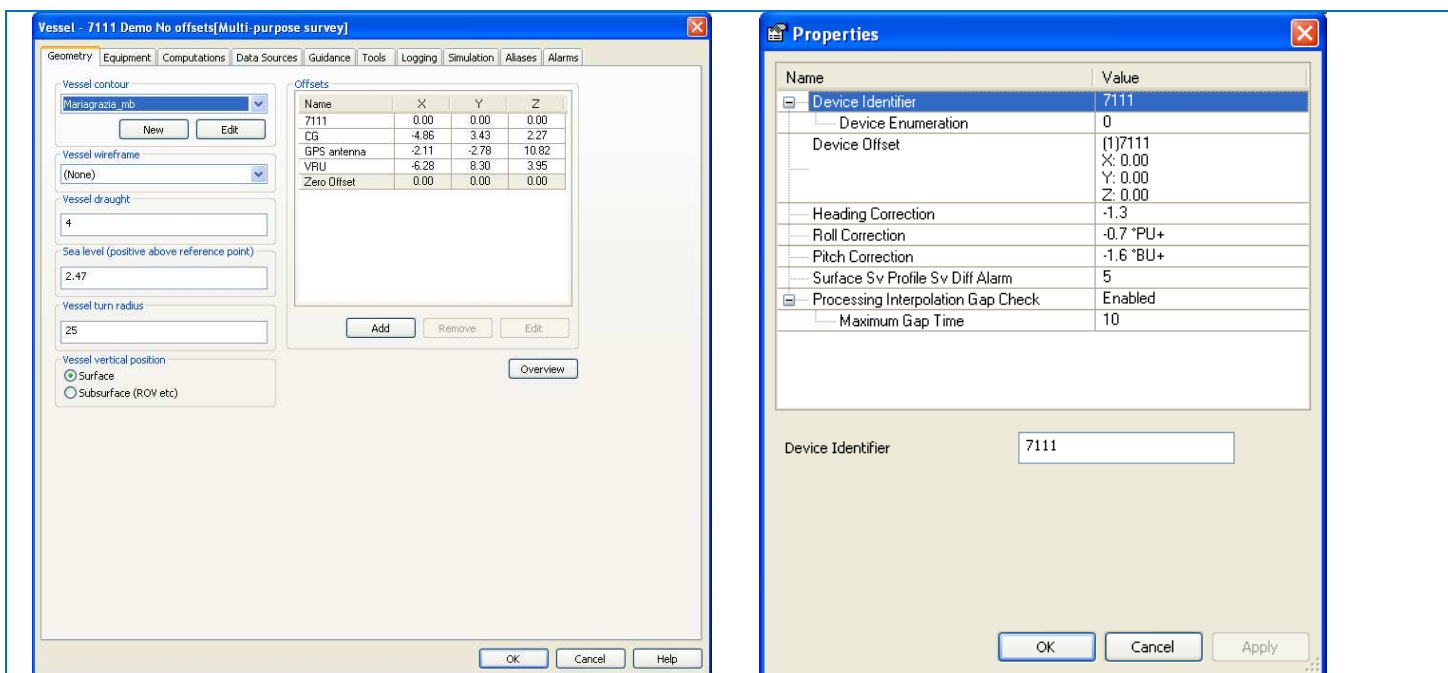 Vessel - 7111 Demo No offsets[Multi-purpose survey]
Geometry Equipment Computations Data Sources Guidance Tools Logging Simulation Aliases Alarms
Vessel contour
Mariagrazia_mb
New Edit
Vessel wireframe
(None)
Vessel draught
4
Sea level (positive above reference point)
2.47
Vessel turn radius
25
Vessel vertical position
Surface
Subsurface (ROV etc)
Offsets
Name X Y Z
7111 0.00 0.00 0.00
CG -4.86 3.43 2.27
GPS antenna -2.11 -2.78 10.82
VRU -6.28 8.30 3.95
Zero Offset 0.00 0.00 0.00
Add Remove Edit
Overview
OK Cancel Help
Properties
Name Value
Device Identifier 7111
Device Enumeration 0
Device Offset (1)7111
X: 0.00
Y: 0.00
Z: 0.00
Heading Correction -1.3
Roll Correction -0.7 °PU+
Pitch Correction -1.6 °BU+
Surface Sv Profile Sv Diff Alarm 5
Processing Interpolation Gap Check Enabled
Maximum Gap Time 10
Device Identifier 7111
OK Cancel Apply